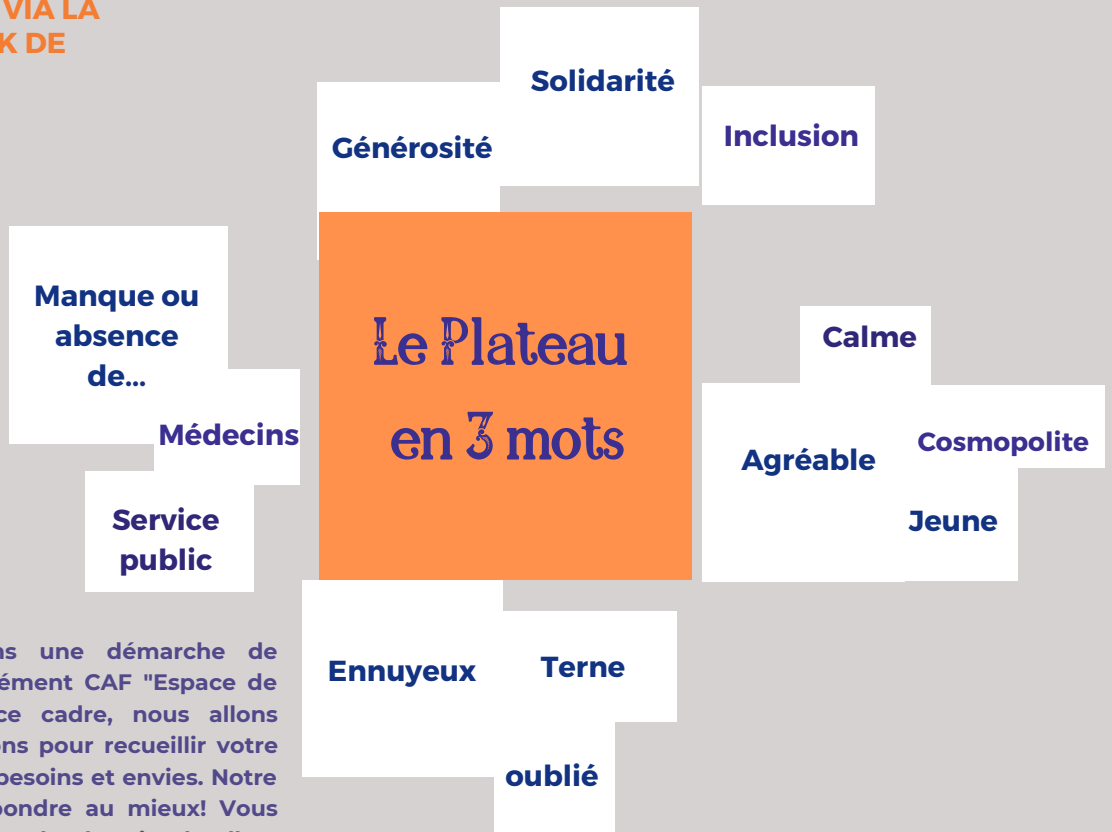 VIA LA
K DE
Solidarité
Générosité
Inclusion
Manque ou
absence
de...
Médecins
Service
public
Le Plateau
en 3 mots
Calme
Cosmopolite
Agréable
Jeune
Ennuyeux
Terne
oublié
ns une démarche de
ément CAF "Espace de
ce cadre, nous allons
ns pour recueillir votre
besoins et envies. Notre
pondre au mieux! Vous